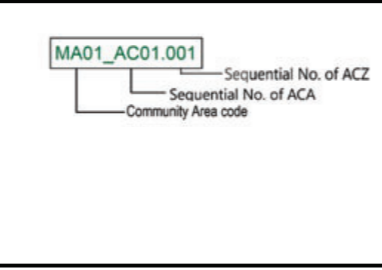 MA01_AC01.001
Sequential No. of ACZ
Sequential No. of ACA
Community Area code